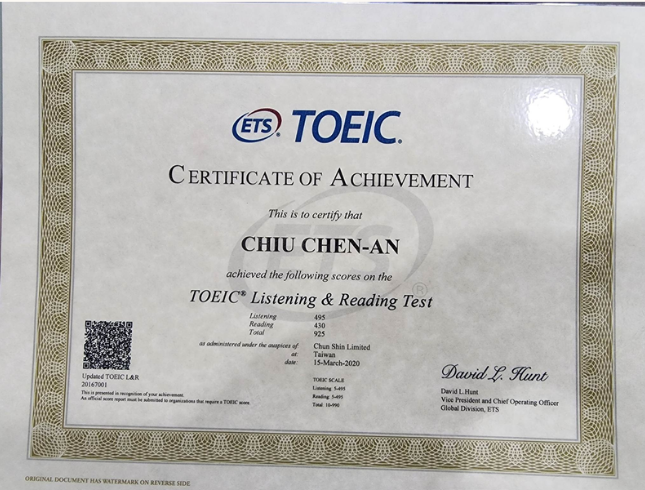 ETS® TOEIC®
CERTIFICATE OF ACHIEVEMENT
This is to certify that
CHIU CHEN-AN
achieved the following scores on the
TOEIC® Listening & Reading Test
Listening 495
Reading 430
Total 925
as administered under the auspices of Chun Shin Limited
at: Taiwan
date: 15-March-2020
TOEIC SCALE
Listening 5-495
Reading 5-495
Total 10-990
Updated TOEIC L&R
20167001
This is presented in recognition of your achievement.
An official score report must be submitted to organizations that require a TOEIC score.
David L. Hunt
David L.Hunt
Vice President and Chief Operating Officer
Global Division, ETS
ETS®
ORIGINAL DOCUMENT HAS WATERMARK ON REVERSE SIDE